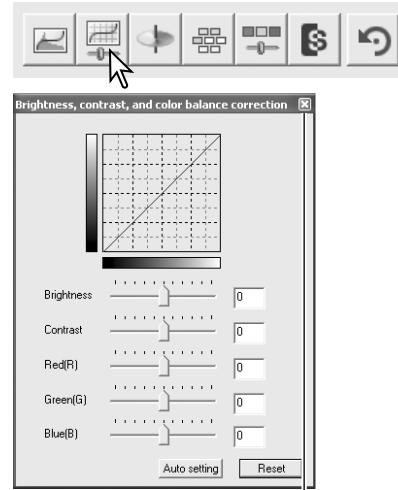 Brightness, contrast, and color balance correction
Brightness 0
Contrast 0
Red(R) 0
Green(G) 0
Blue(B) 0
Auto setting Reset